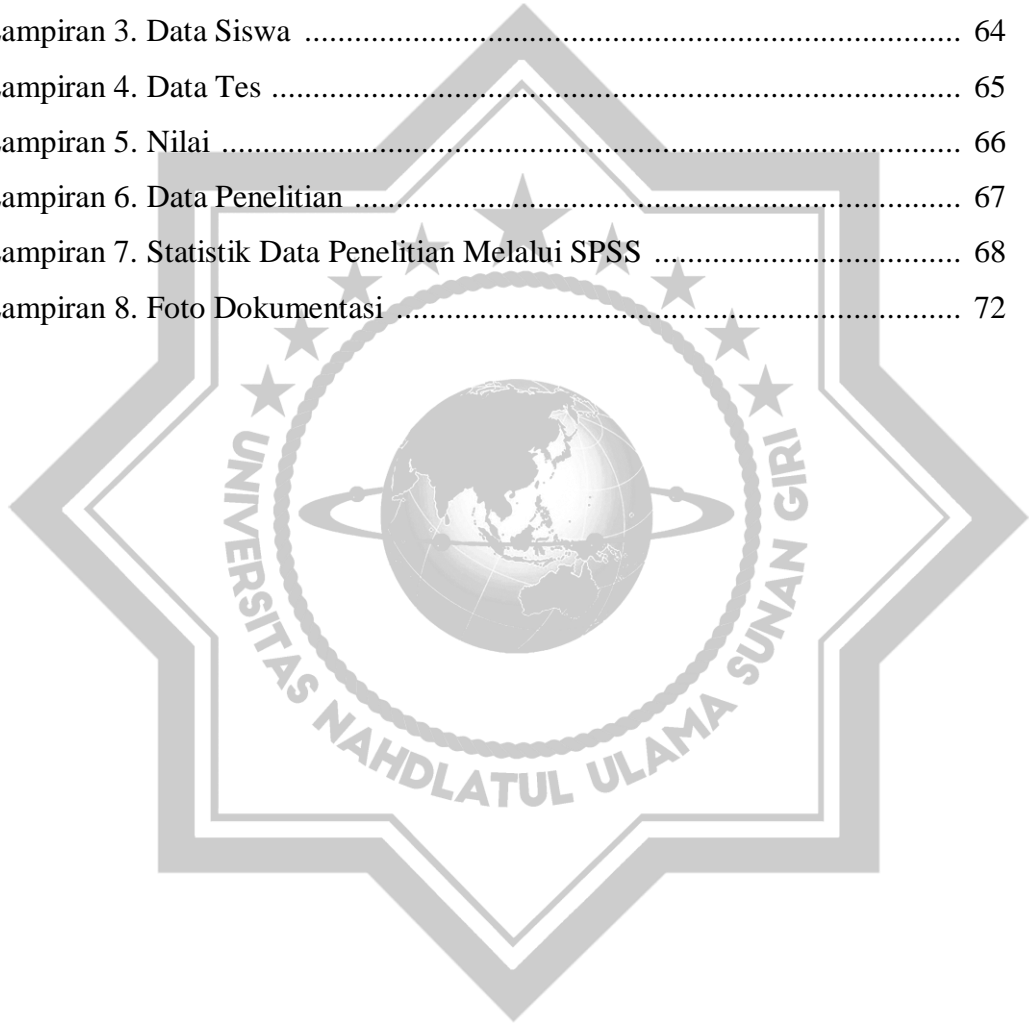 ampiran 3. Data Siswa .................................................................................. 64
ampiran 4. Data Tes ...................................................................................... 65
ampiran 5. Nilai ............................................................................................ 66
ampiran 6. Data Penelitian ........................................................................... 67
ampiran 7. Statistik Data Penelitian Melalui SPSS ...................................... 68
ampiran 8. Foto Dokumentasi ...................................................................... 72
UNIVERSITAS NAHDLATUL ULAMA SUNAN GIRI